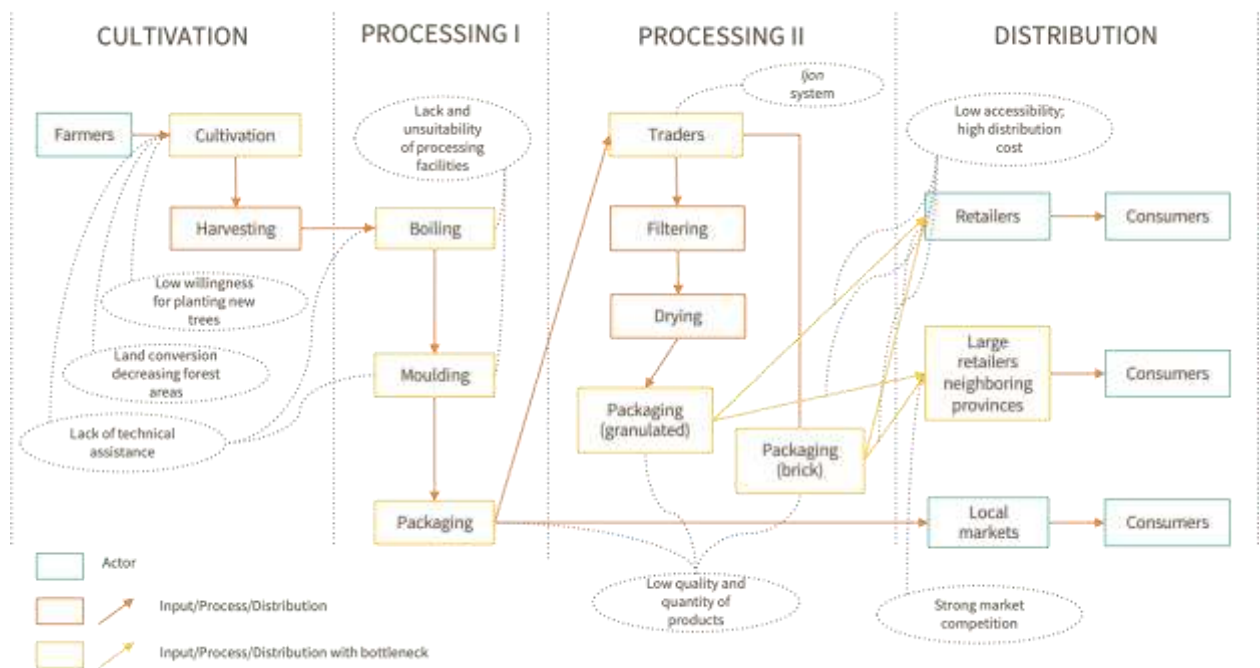 CULTIVATION
PROCESSING I
PROCESSING II
DISTRIBUTION
Farmers
Cultivation
Harvesting
Low willingness
for planting new
trees
Land conversion
decreasing forest
areas
Lack of technical
assistance
Lack and
unsuitability
of processing
facilities
Boiling
Moulding
Packaging
Ijon
system
Traders
Filtering
Drying
Packaging
(granulated)
Packaging
(brick)
Low quality and
quantity of
products
Low accessibility;
high distribution
cost
Retailers
Consumers
Large
retailers
neighboring
provinces
Consumers
Local
markets
Consumers
Strong market
competition
Actor
Input/Process/Distribution
Input/Process/Distribution with bottleneck